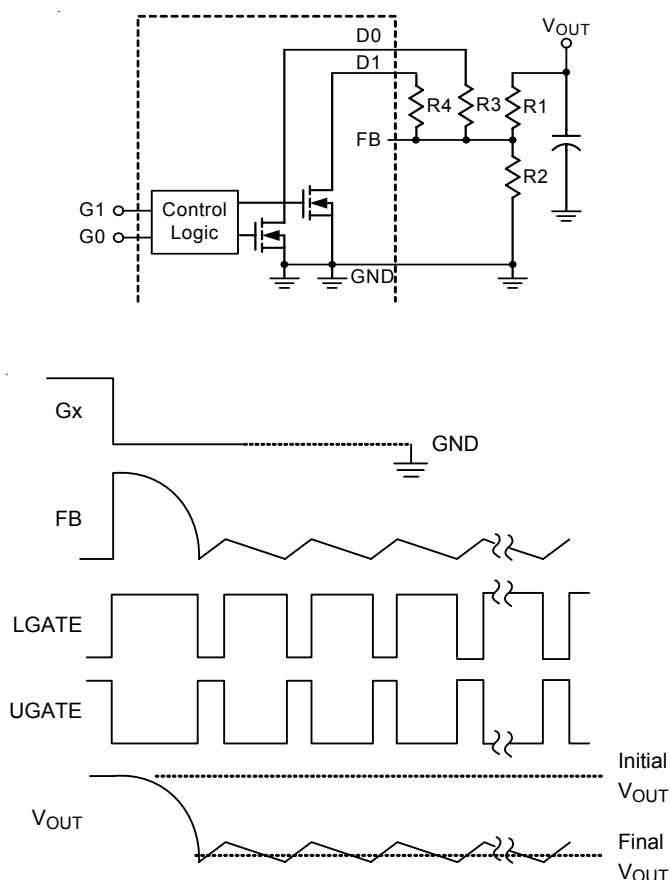 D0
VOUT
D1
R4
R3
R1
FB
R2
G1
Control
Logic
G0
GND
Gx
GND
FB
LGATE
UGATE
Initial
VOUT
VOUT
Final
VOUT